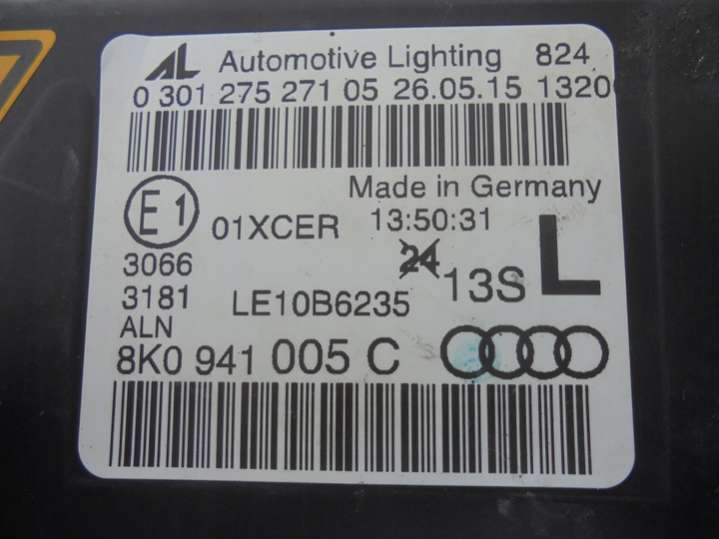 AL Automotive Lighting 824
0 301 275 271 05 26.05.15 1320
Made in Germany
E1 01XCER 13:50:31
3066 24 13S L
3181 LE10B6235
ALN
8K0 941 005 C